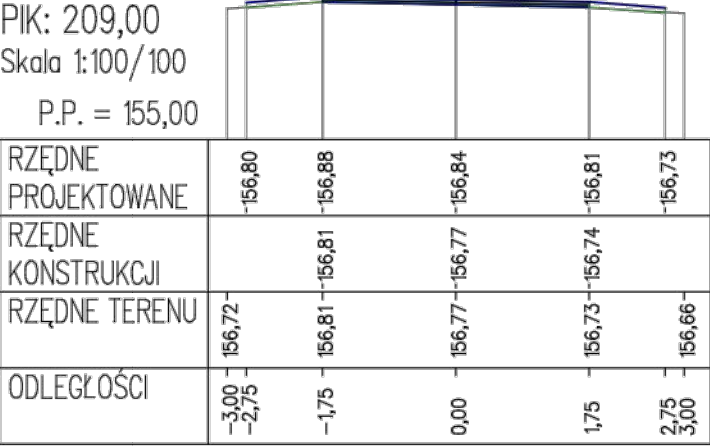 PIK: 209,00
Skala 1:100/100
P.P. = 155,00
RZĘDNE PROJEKTOWANE
156,80 156,88 156,84 156,81 156,73
RZĘDNE KONSTRUKCJI
156,81 156,77 156,74
RZĘDNE TERENU
156,72 156,81 156,77 156,73 156,66
ODLEGŁOŚCI
-3,00 -2,75 -1,75 0,00 1,75 2,75 3,00